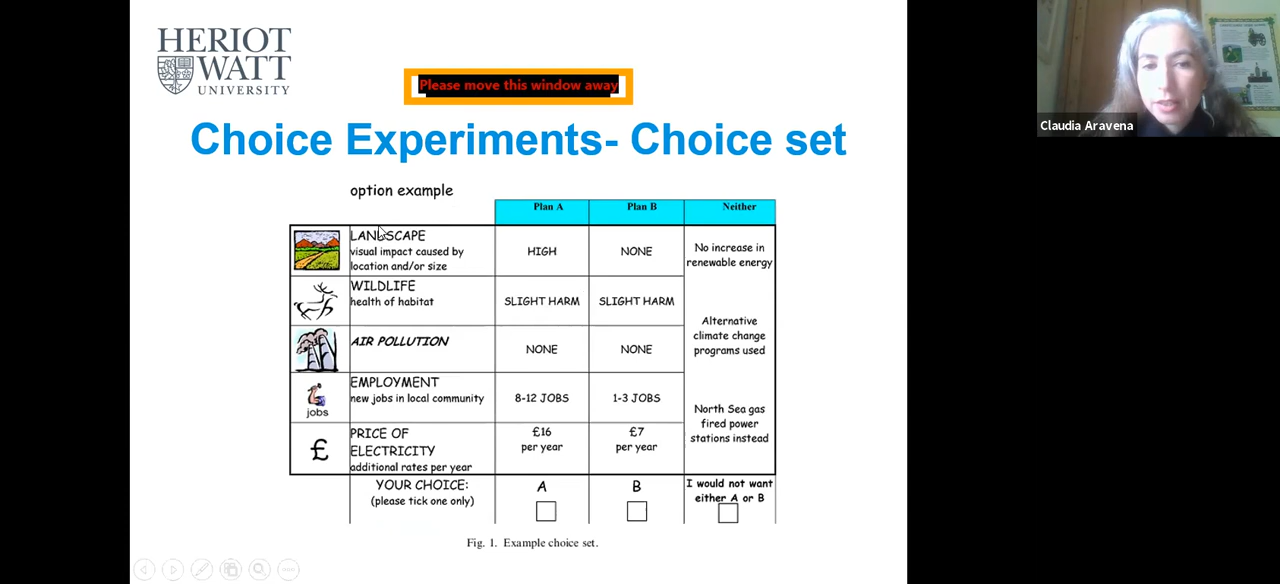 HERIOT
WATT
UNIVERSITY
Please move this window away
Claudia Aravena
Choice Experiments- Choice set
option example
Plan A
Plan B
Neither
LANDSCAPE
visual impact caused by
location and/or size
HIGH
NONE
No increase in
renewable energy
WILDLIFE
health of habitat
SLIGHT HARM
SLIGHT HARM
Alternative
climate change
programs used
AIR POLLUTION
NONE
NONE
jobs
EMPLOYMENT
new jobs in local community
8-12 JOBS
1-3 JOBS
North Sea gas
fired power
stations instead
£
PRICE OF
ELECTRICITY
additional rates per year
£16
per year
£7
per year
YOUR CHOICE:
(please tick one only)
A
B
I would not want
either A or B
Fig. 1. Example choice set.